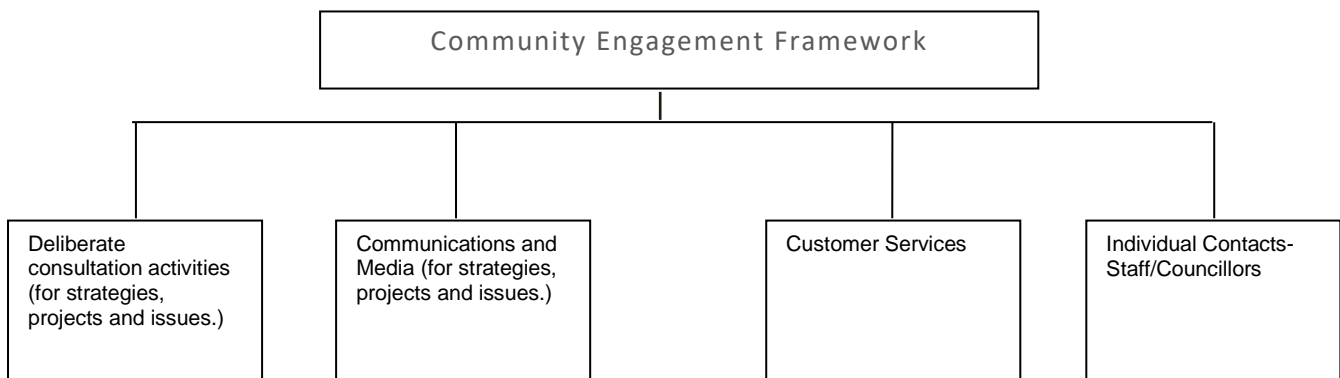 Community Engagement Framework
Deliberate
consultation activities
(for strategies,
projects and issues.)
Communications and
Media (for strategies,
projects and issues.)
Customer Services
Individual Contacts-
Staff/Councillors